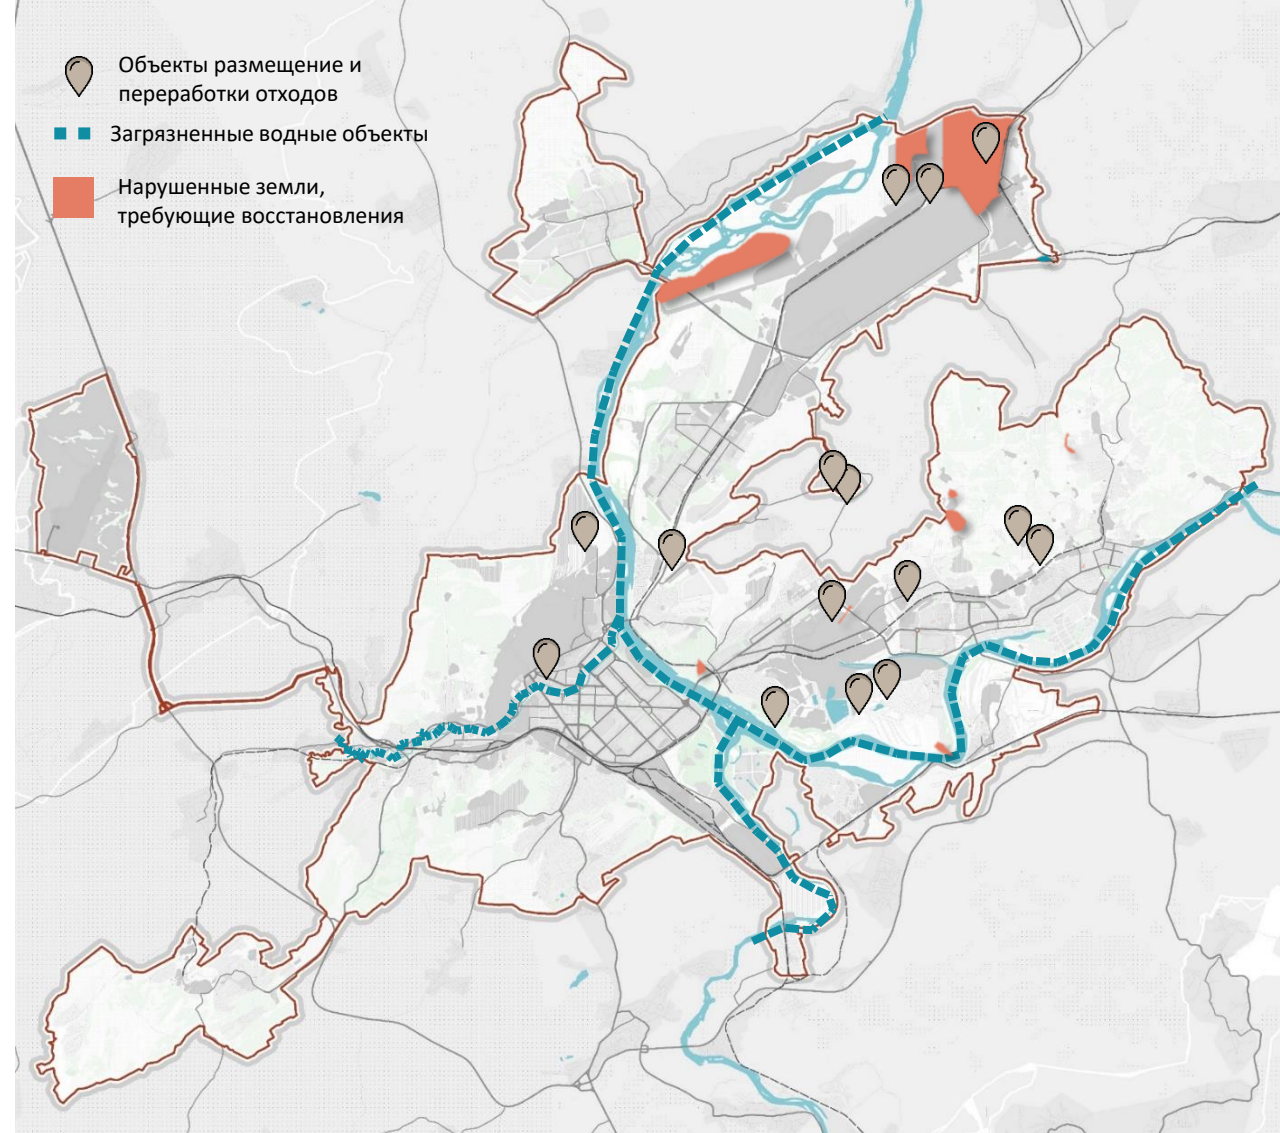 Объекты размещение и
переработки отходов
Загрязненные водные объекты
Нарушенные земли,
требующие восстановления